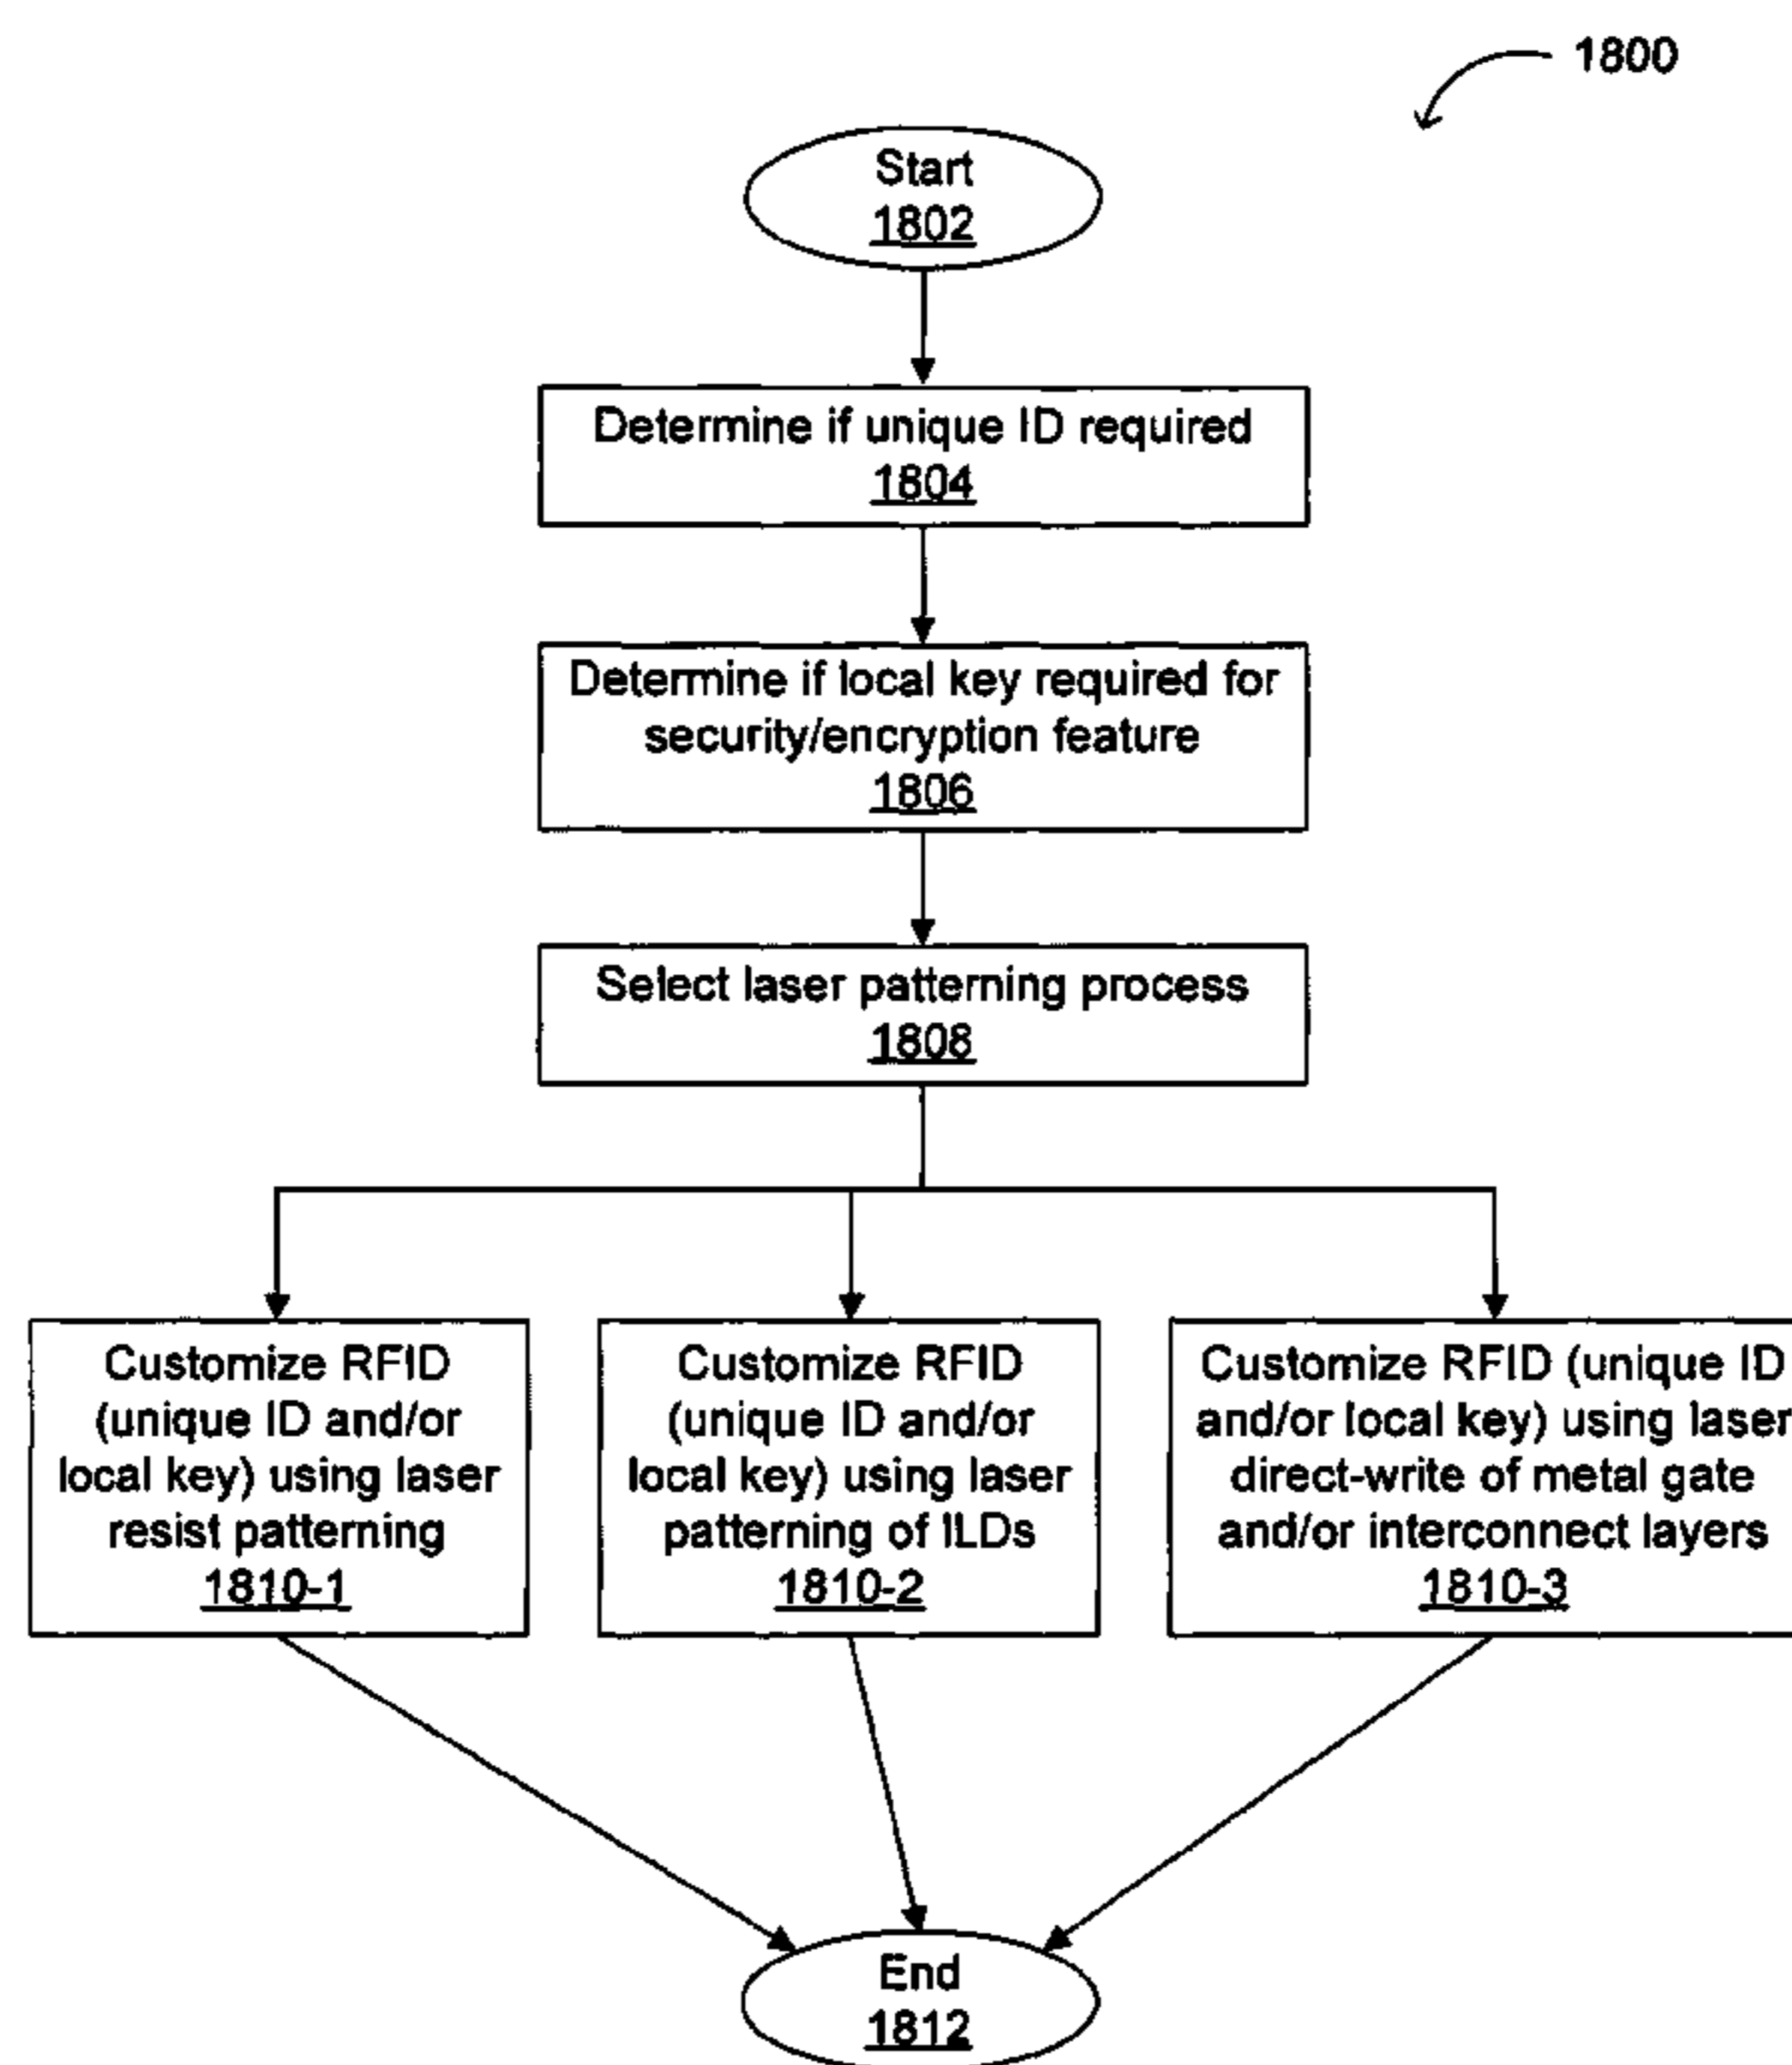 1800
Start
1802
Determine if unique ID required
1804
Determine if local key required for
security/encryption feature
1806
Select laser patterning process
1808
Customize RFID
(unique ID and/or
local key) using laser
resist patterning
1810-1
Customize RFID
(unique ID and/or
local key) using laser
patterning of ILDs
1810-2
Customize RFID (unique ID
and/or local key) using laser
direct-write of metal gate
and/or interconnect layers
1810-3
End
1812